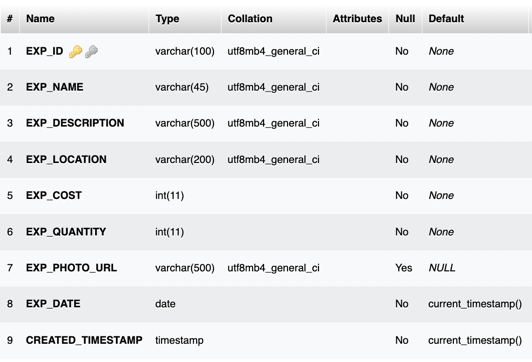 # Name Type Collation Attributes Null Default
1 EXP_ID varchar(100) utf8mb4_general_ci No None
2 EXP_NAME varchar(45) utf8mb4_general_ci No None
3 EXP_DESCRIPTION varchar(500) utf8mb4_general_ci No None
4 EXP_LOCATION varchar(200) utf8mb4_general_ci No None
5 EXP_COST int(11) No None
6 EXP_QUANTITY int(11) No None
7 EXP_PHOTO_URL varchar(500) utf8mb4_general_ci Yes NULL
8 EXP_DATE date No current_timestamp()
9 CREATED_TIMESTAMP timestamp No current_timestamp()